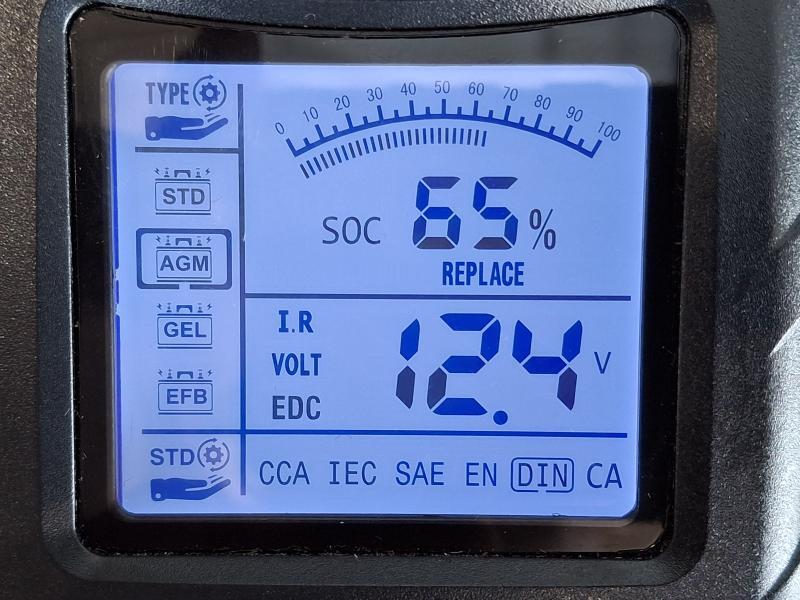 TYPE
0 10 20 30 40 50 60 70 80 90 100
STD
SOC 65%
AGM
REPLACE
GEL
I.R
VOLT 12.4 V
EFB
EDC
STD
CCA IEC SAE EN DIN CA